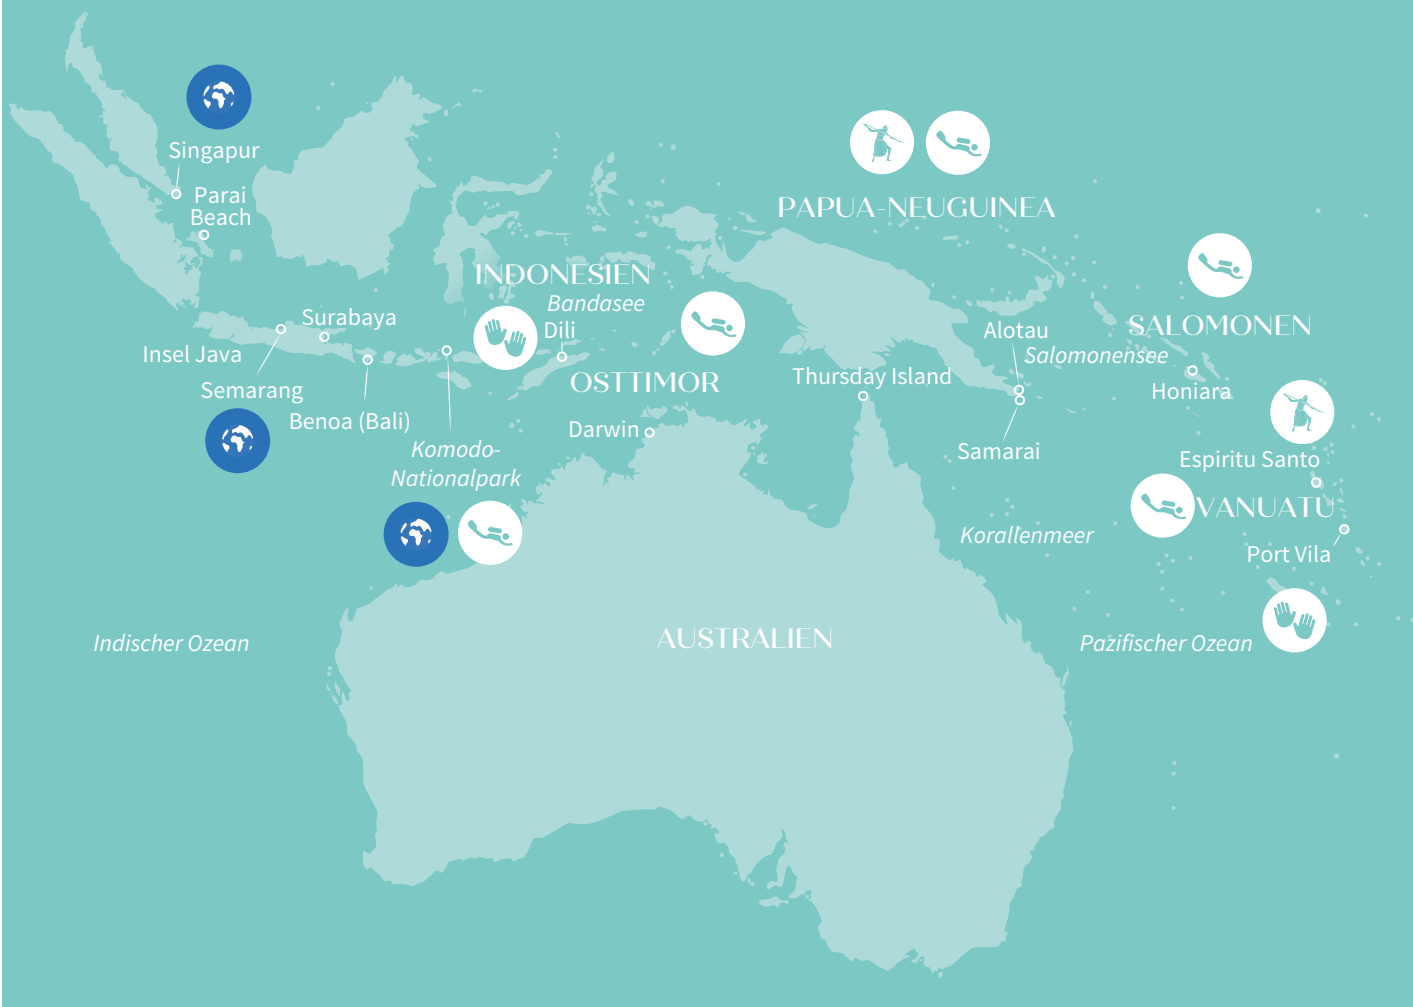 Singapur
Parai
Beach
PAPUA-NEUGUINEA
INDONESIEN
Bandasee
Surabaya
Dili
SALOMONEN
Alotau
Salomonensee
Insel Java
Semarang
OSTTIMOR
Thursday Island
Honiara
Benoa (Bali)
Darwin
Komodo-
Nationalpark
Samarai
Espiritu Santo
VANUATU
Korallenmeer
Port Vila
Indischer Ozean
AUSTRALIEN
Pazifischer Ozean